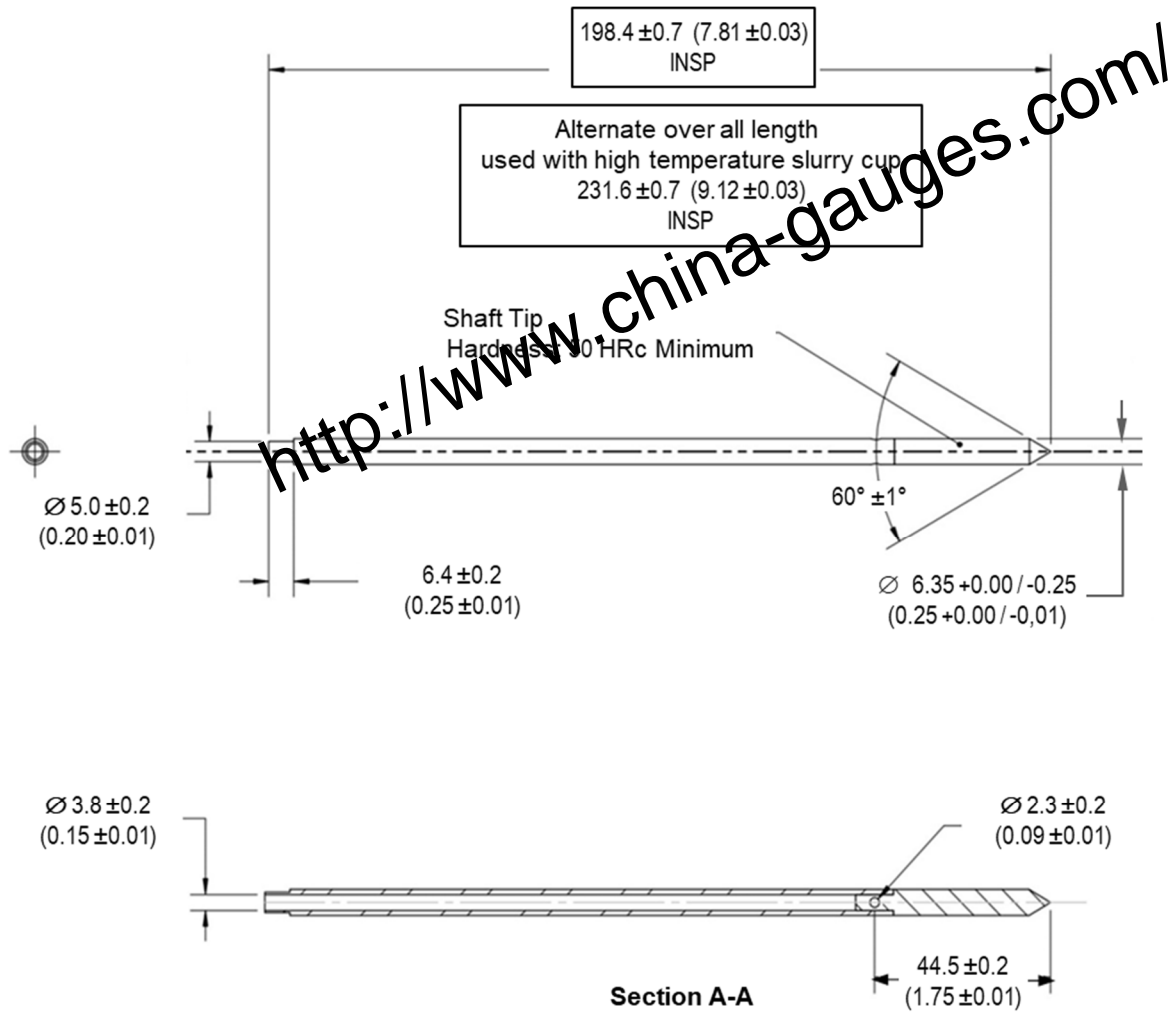 198.4 ±0.7 (7.81 ±0.03)
INSP
Alternate over all length
used with high temperature slurry cup
231.6 ±0.7 (9.12 ±0.03)
INSP
http://www.china-gauges.com/
Shaft Tip
Hardness: 50 HRc Minimum
Ø 5.0 ±0.2
(0.20 ±0.01)
60° ±1°
6.4 ±0.2
(0.25 ±0.01)
Ø 6.35 +0.00 / -0.25
(0.25 +0.00 / -0,01)
Ø 3.8 ±0.2
(0.15 ±0.01)
Ø 2.3 ±0.2
(0.09 ±0.01)
44.5 ±0.2
(1.75 ±0.01)
Section A-A